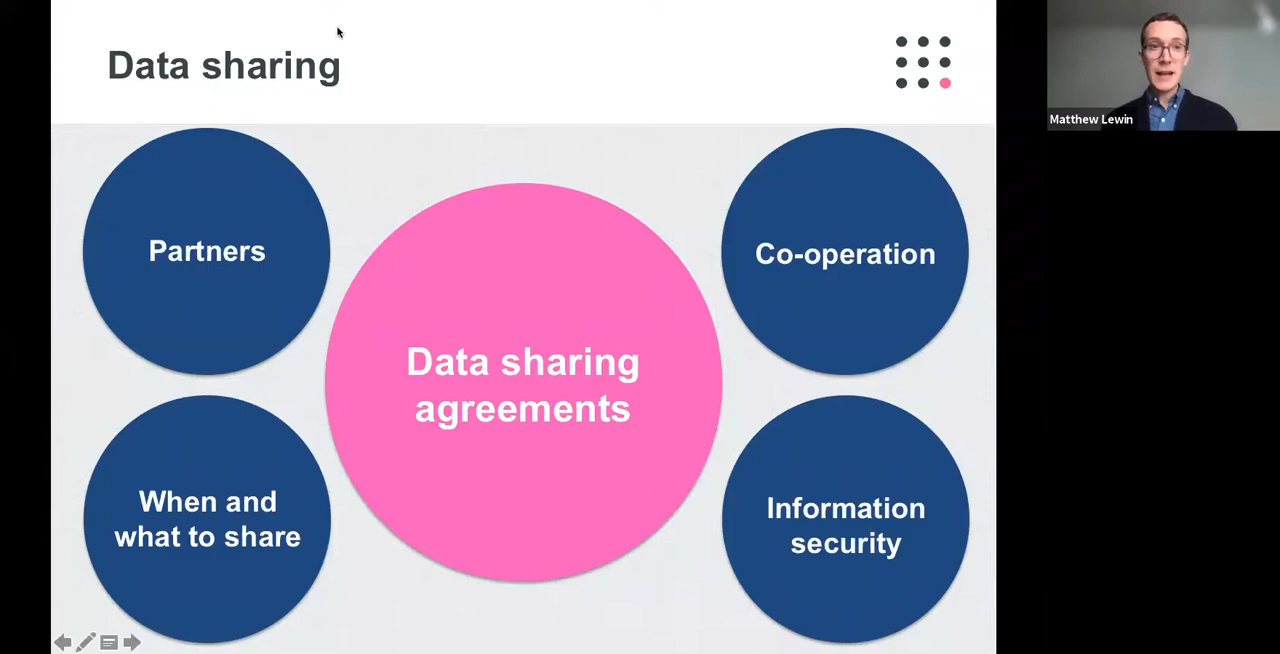 Data sharing
Matthew Lewin
Partners
Co-operation
Data sharing
agreements
When and
what to share
Information
security